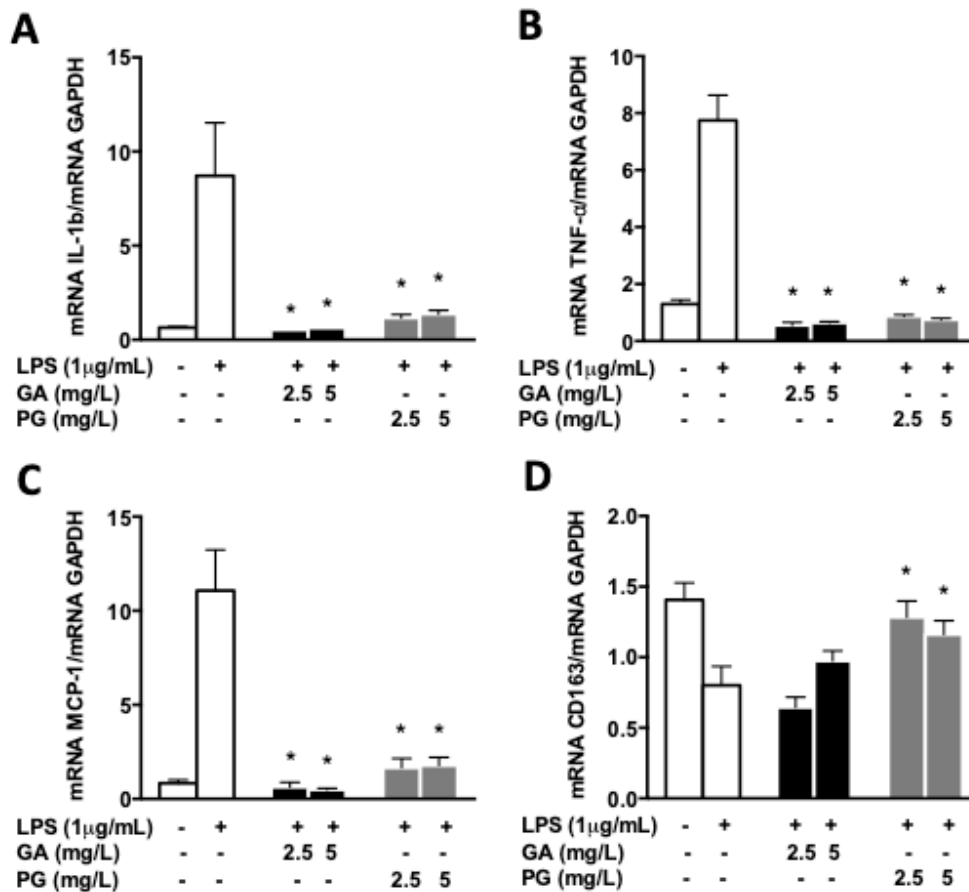 A
mRNA IL-1b/mRNA GAPDH
15
10
5
0
* * * *
LPS (1μg/mL) - + + + + +
GA (mg/L) - - 2.5 5 - -
PG (mg/L) - - - - 2.5 5
B
mRNA TNF-α/mRNA GAPDH
10
8
6
4
2
0
* * * *
LPS (1μg/mL) - + + + + +
GA (mg/L) - - 2.5 5 - -
PG (mg/L) - - - - 2.5 5
C
mRNA MCP-1/mRNA GAPDH
15
10
5
0
* * * *
LPS (1μg/mL) - + + + + +
GA (mg/L) - - 2.5 5 - -
PG (mg/L) - - - - 2.5 5
D
mRNA CD163/mRNA GAPDH
2.0
1.5
1.0
0.5
0.0
* *
LPS (1μg/mL) - + + + + +
GA (mg/L) - - 2.5 5 - -
PG (mg/L) - - - - 2.5 5